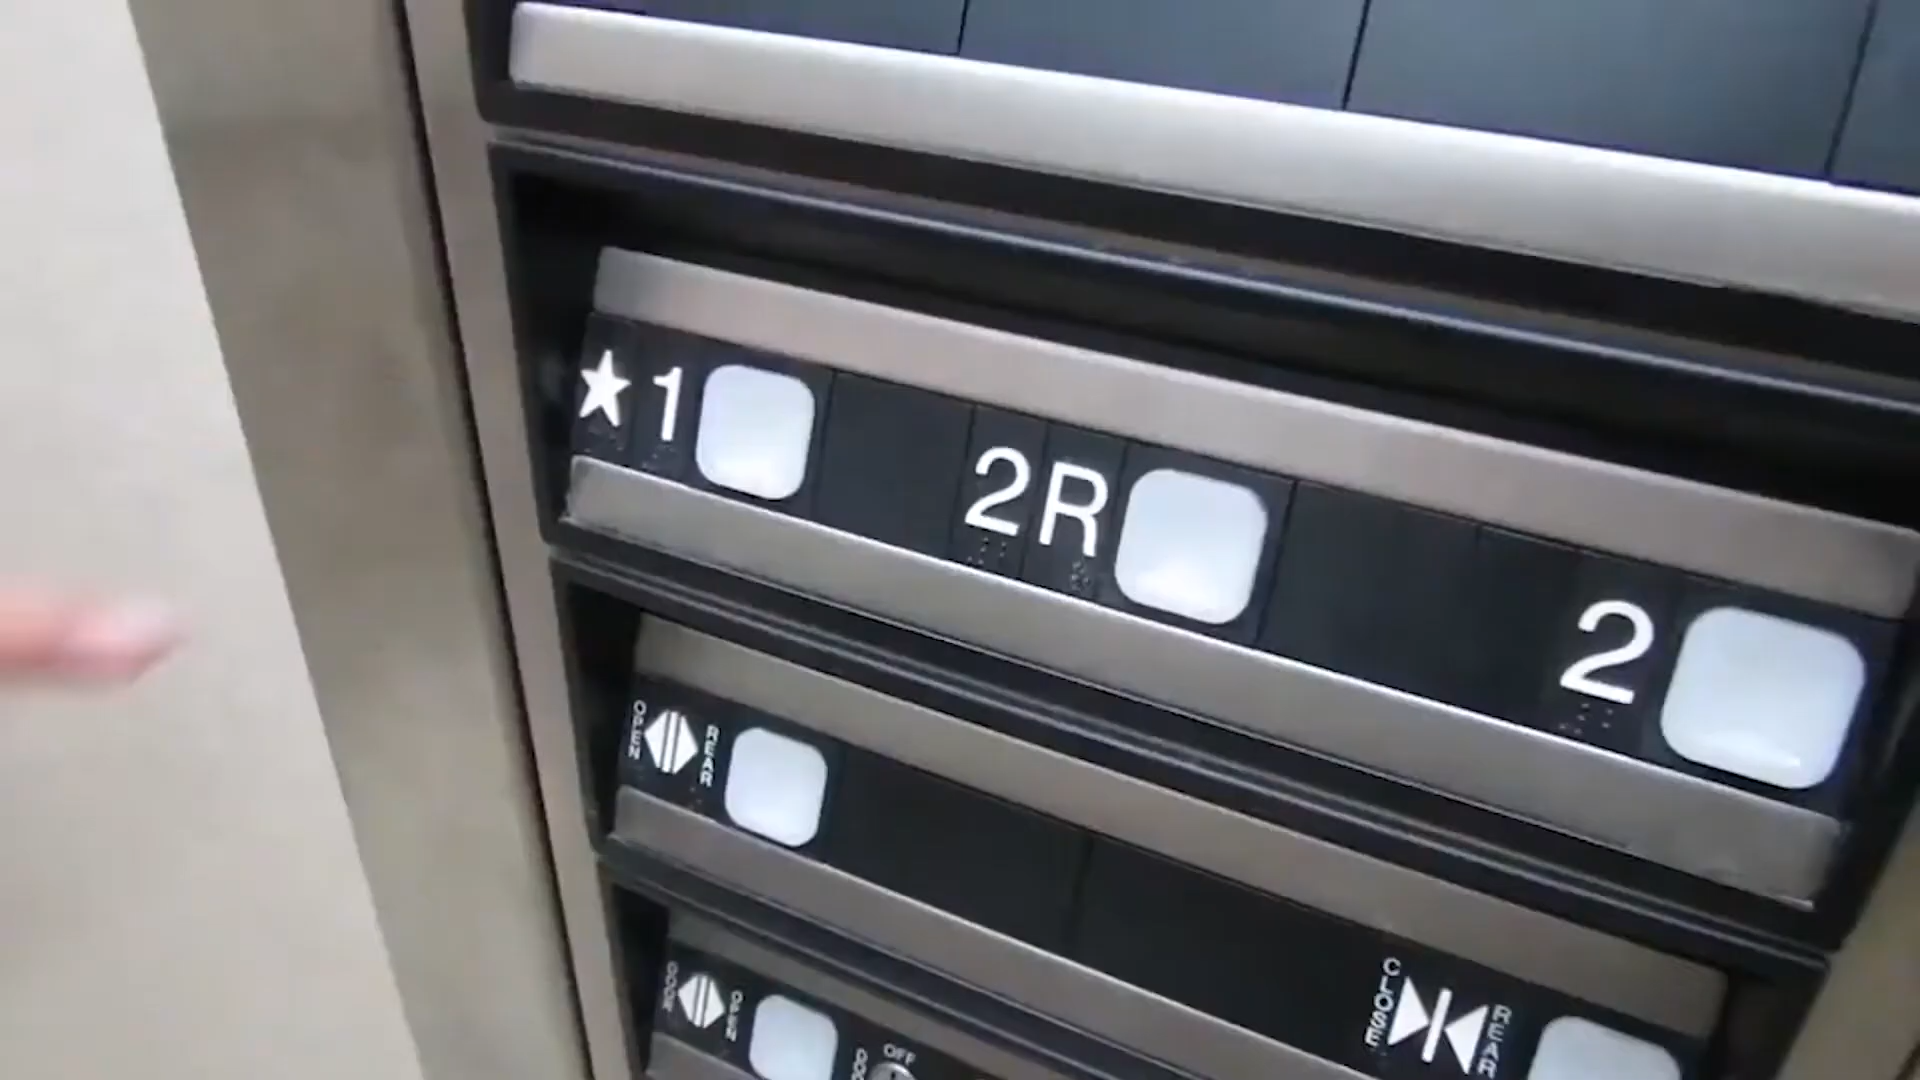 ★1 2R 2
OPEN REAR
CLOSE REAR
DOOR OPEN
OFF